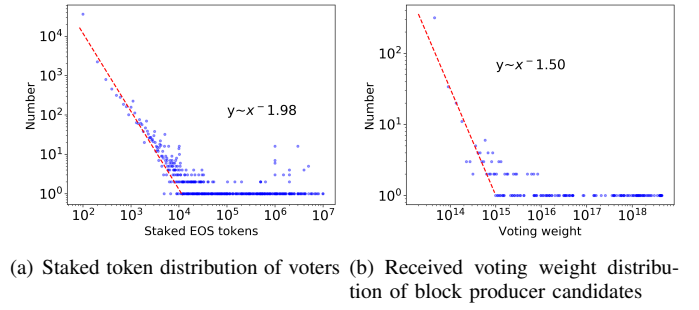 10^4
10^3
10^2
10^1
10^0
Number
y~x^-1.98
10^2 10^3 10^4 10^5 10^6 10^7
Staked EOS tokens
10^2
10^1
10^0
Number
y~x^-1.50
10^14 10^15 10^16 10^17 10^18
Voting weight
(a) Staked token distribution of voters
(b) Received voting weight distribu-
tion of block producer candidates